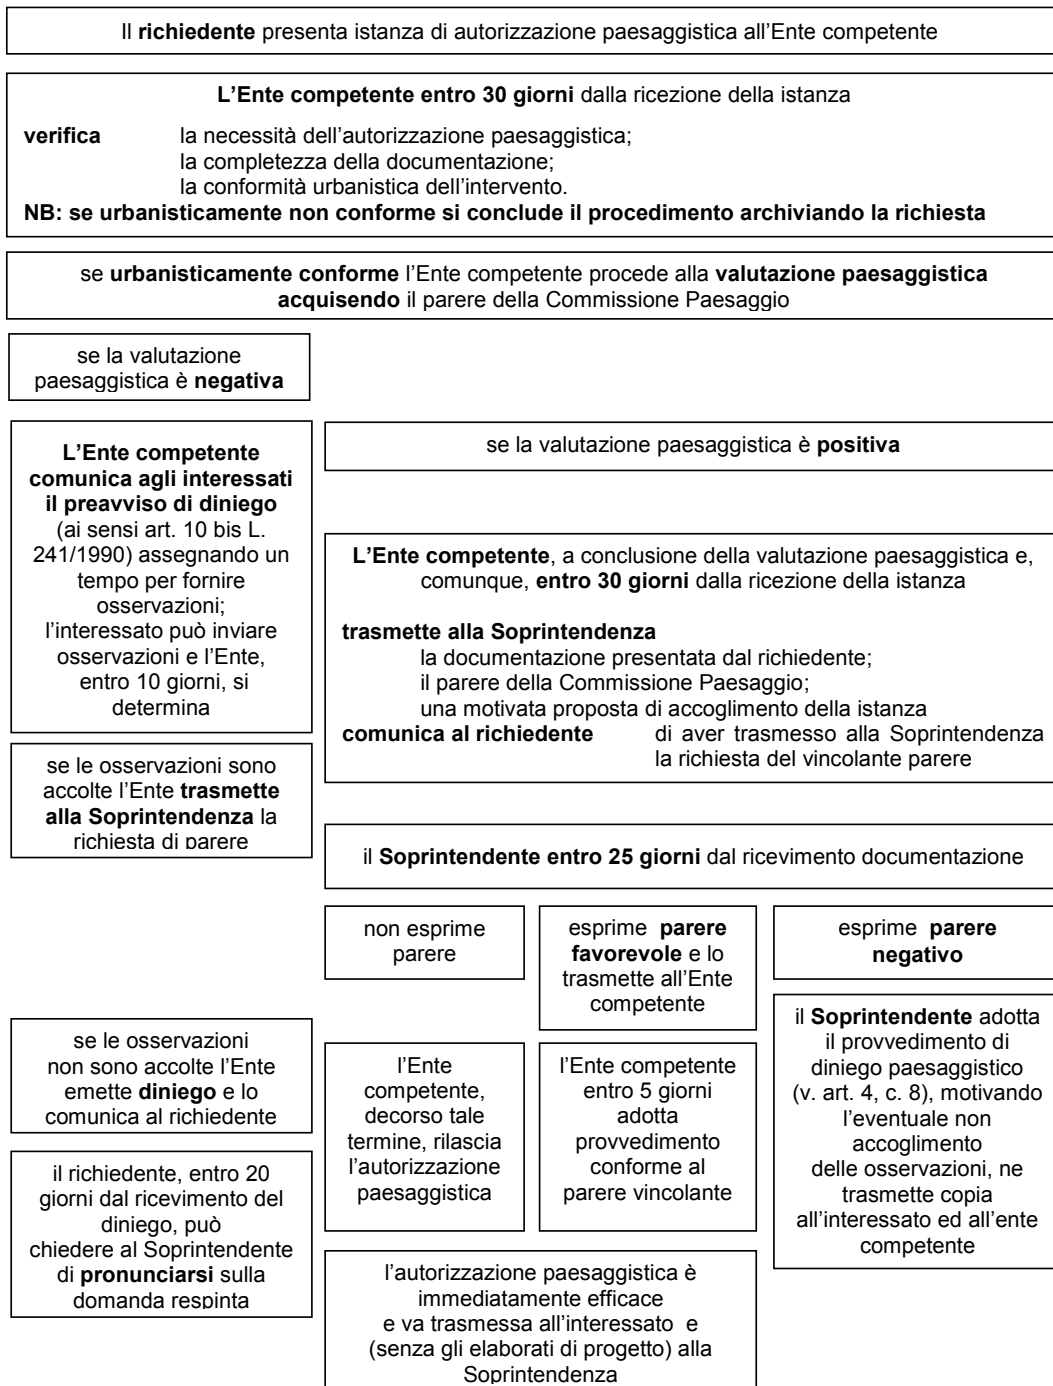 Il richiedente presenta istanza di autorizzazione paesaggistica all'Ente competente
L'Ente competente entro 30 giorni dalla ricezione della istanza
verifica la necessità dell'autorizzazione paesaggistica;
la completezza della documentazione;
la conformità urbanistica dell'intervento.
NB: se urbanisticamente non conforme si conclude il procedimento archiviando la richiesta
se urbanisticamente conforme l'Ente competente procede alla valutazione paesaggistica
acquisendo il parere della Commissione Paesaggio
se la valutazione
paesaggistica è negativa
L'Ente competente
comunica agli interessati
il preavviso di diniego
(ai sensi art. 10 bis L.
241/1990) assegnando un
tempo per fornire
osservazioni;
l'interessato può inviare
osservazioni e l'Ente,
entro 10 giorni, si
determina
se la valutazione paesaggistica è positiva
L'Ente competente, a conclusione della valutazione paesaggistica e,
comunque, entro 30 giorni dalla ricezione della istanza
trasmette alla Soprintendenza
la documentazione presentata dal richiedente;
il parere della Commissione Paesaggio;
una motivata proposta di accoglimento della istanza
comunica al richiedente di aver trasmesso alla Soprintendenza
la richiesta del vincolante parere
se le osservazioni sono
accolte l'Ente trasmette
alla Soprintendenza la
richiesta di parere
il Soprintendente entro 25 giorni dal ricevimento documentazione
non esprime
parere
esprime parere
favorevole e lo
trasmette all'Ente
competente
esprime parere
negativo
se le osservazioni
non sono accolte l'Ente
emette diniego e lo
comunica al richiedente
l'Ente
competente,
decorso tale
termine, rilascia
l'autorizzazione
paesaggistica
l'Ente competente
entro 5 giorni
adotta
provvedimento
conforme al
parere vincolante
il Soprintendente adotta
il provvedimento di
diniego paesaggistico
(v. art. 4, c. 8), motivando
l'eventuale non
accoglimento
delle osservazioni, ne
trasmette copia
all'interessato ed all'ente
competente
il richiedente, entro 20
giorni dal ricevimento del
diniego, può
chiedere al Soprintendente
di pronunciarsi sulla
domanda respinta
l'autorizzazione paesaggistica è
immediatamente efficace
e va trasmessa all'interessato e
(senza gli elaborati di progetto) alla
Soprintendenza